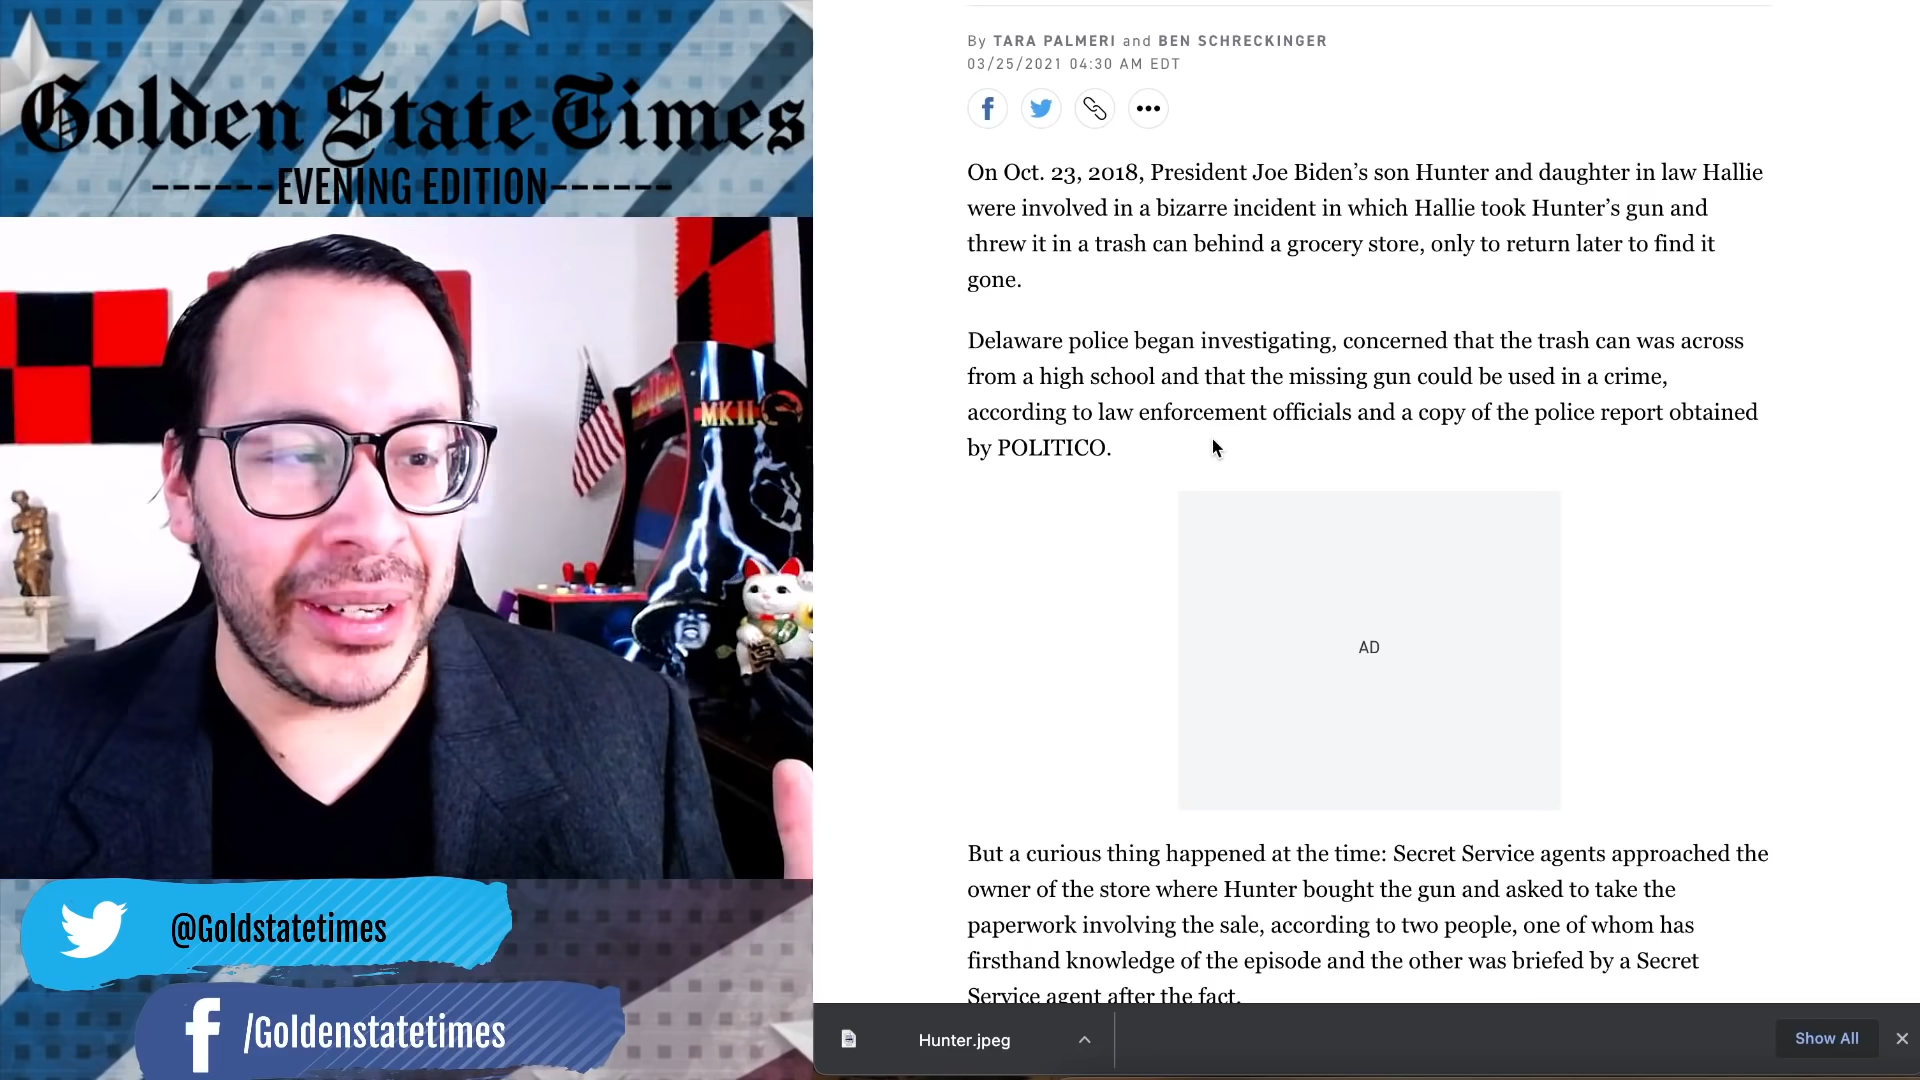 Golden State Times
------EVENING EDITION------
MKII
@Goldstatetimes
/Goldenstatetimes
By TARA PALMERI and BEN SCHRECKINGER
03/25/2021 04:30 AM EDT
On Oct. 23, 2018, President Joe Biden’s son Hunter and daughter in law Hallie
were involved in a bizarre incident in which Hallie took Hunter’s gun and
threw it in a trash can behind a grocery store, only to return later to find it
gone.
Delaware police began investigating, concerned that the trash can was across
from a high school and that the missing gun could be used in a crime,
according to law enforcement officials and a copy of the police report obtained
by POLITICO.
AD
But a curious thing happened at the time: Secret Service agents approached the
owner of the store where Hunter bought the gun and asked to take the
paperwork involving the sale, according to two people, one of whom has
firsthand knowledge of the episode and the other was briefed by a Secret
Service agent after the fact.
Hunter.jpeg
Show All